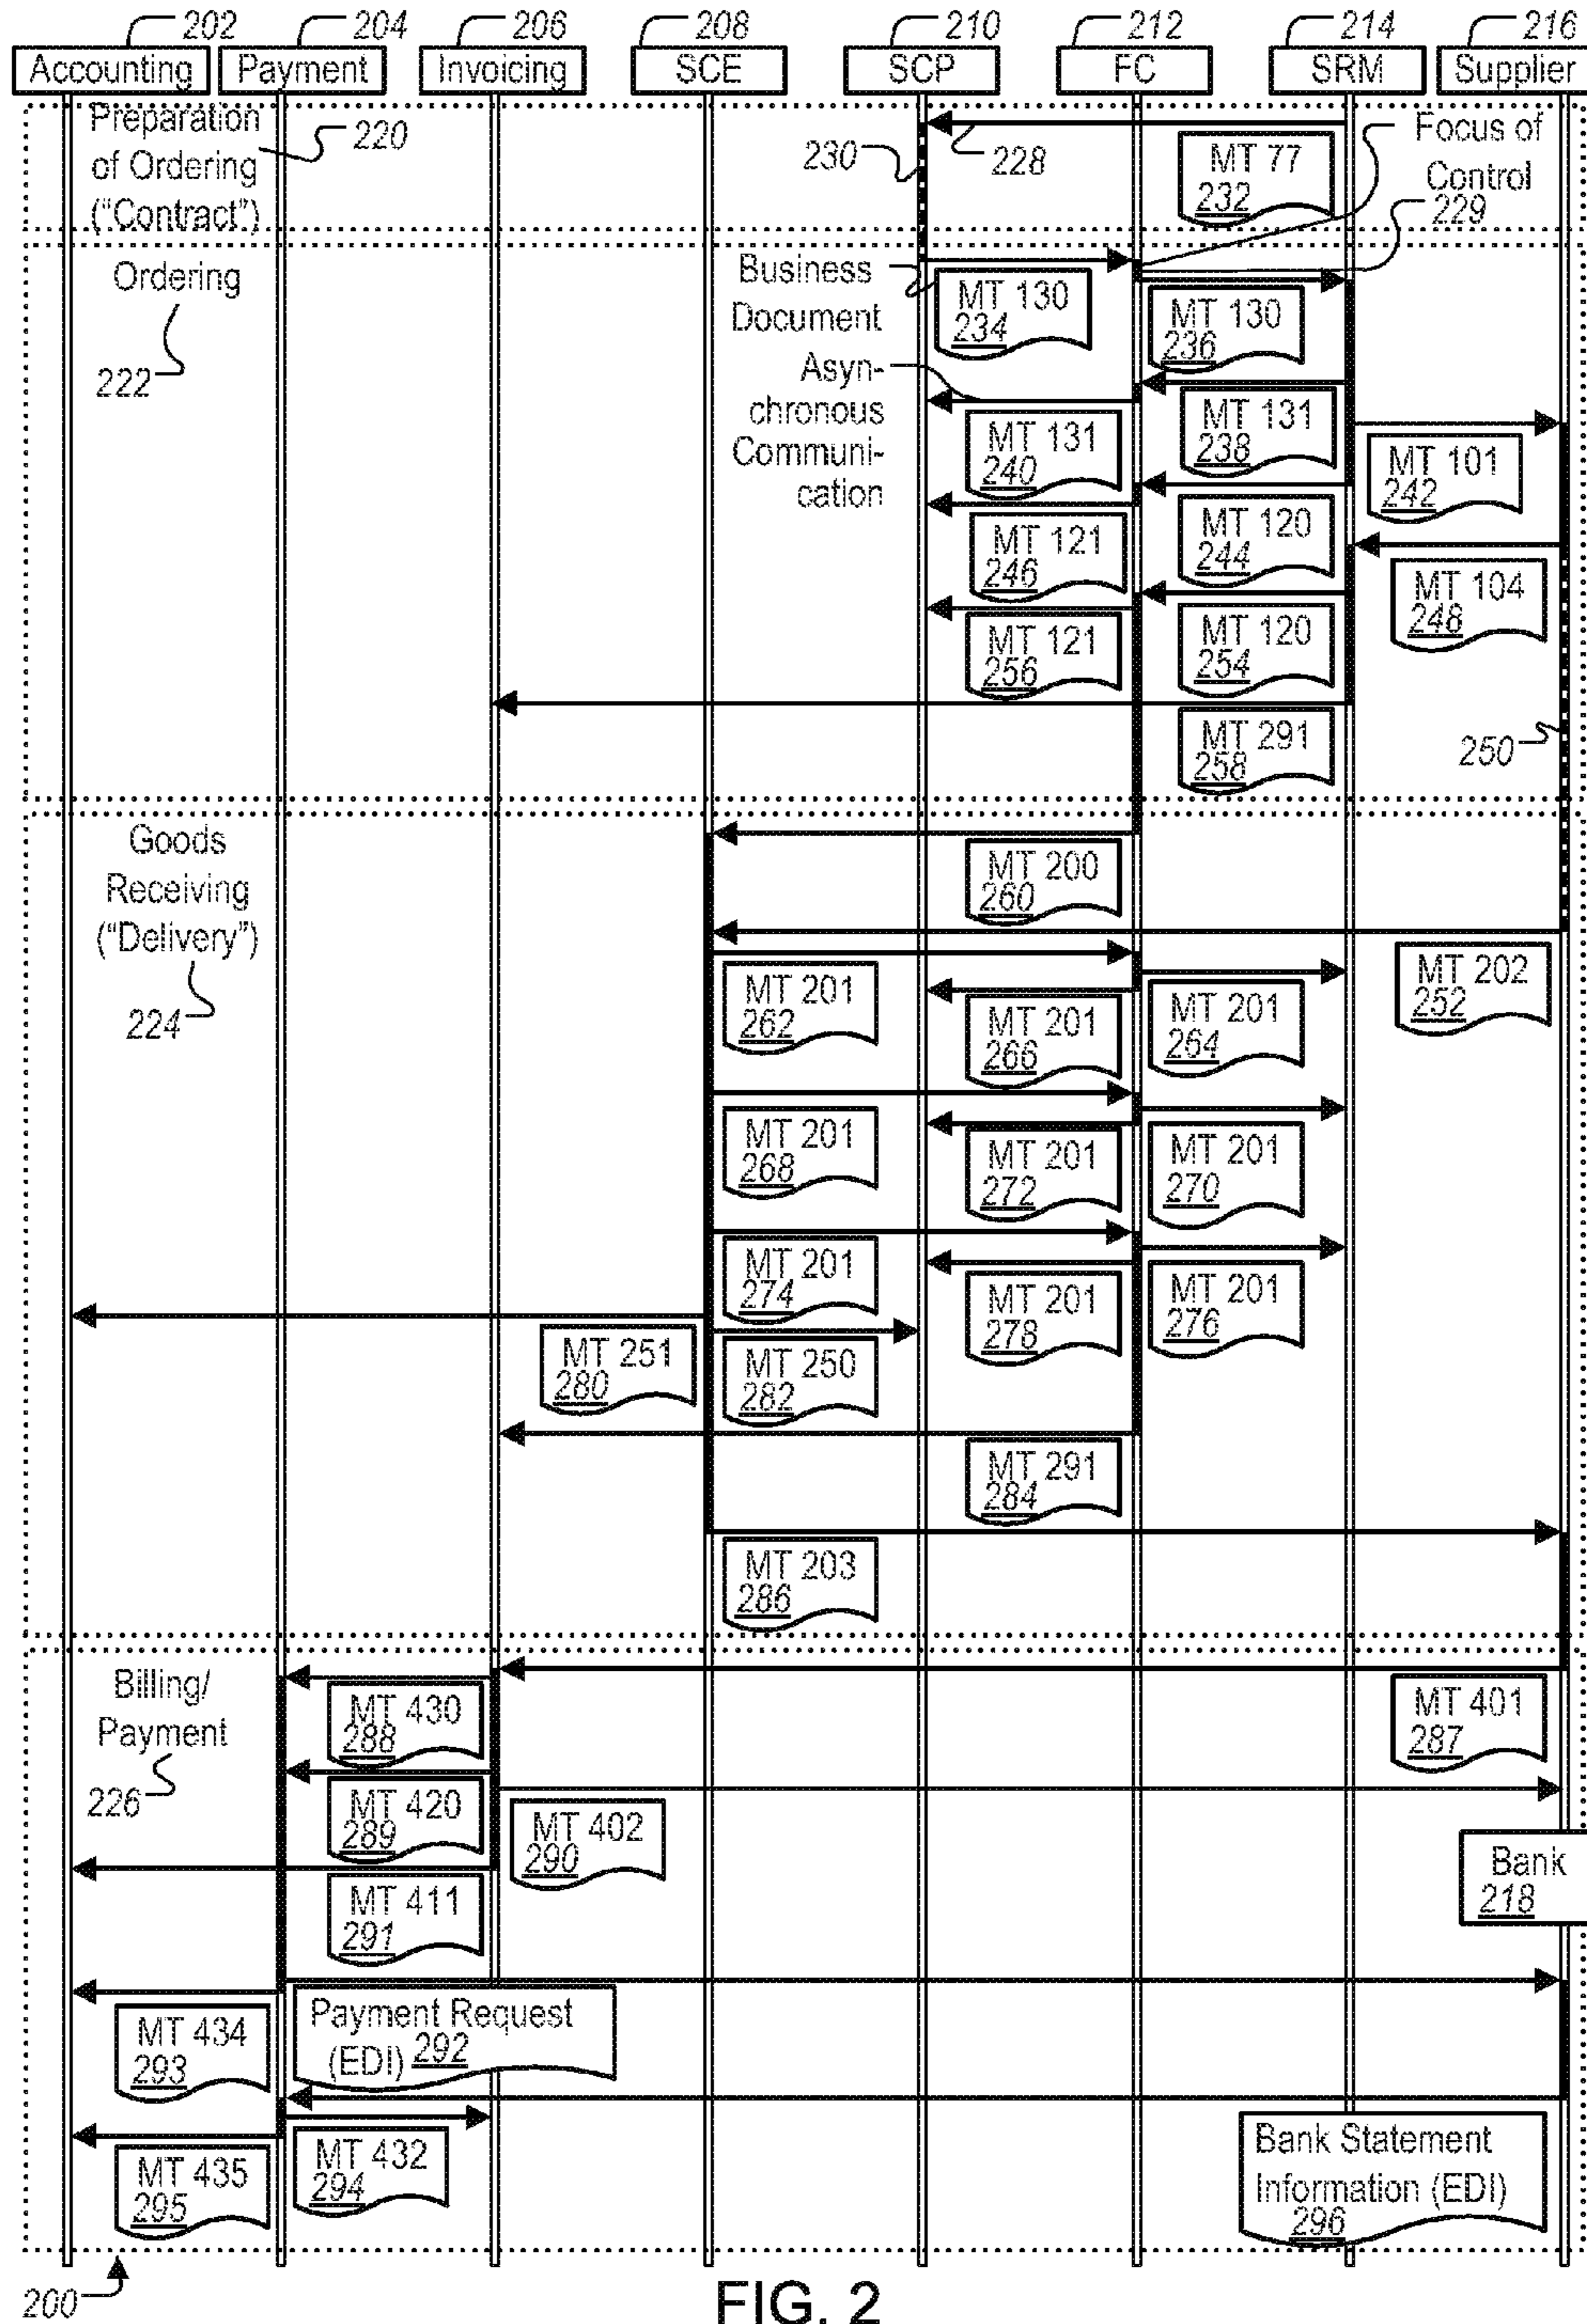 202 204 206 208 210 212 214 216
Accounting Payment Invoicing SCE SCP FC SRM Supplier
Preparation
of Ordering
("Contract")
220
230
228
MT 77
232
Focus of
Control
229
Ordering
222
Business
Document
MT 130
234
MT 130
236
Asyn-
chronous
Communi-
cation
MT 131
240
MT 131
238
MT 101
242
MT 121
246
MT 120
244
MT 104
248
MT 121
256
MT 120
254
MT 291
258
250
Goods
Receiving
("Delivery")
224
MT 200
260
MT 202
252
MT 201
262
MT 201
266
MT 201
264
MT 201
268
MT 201
272
MT 201
270
MT 201
274
MT 201
278
MT 201
276
MT 251
280
MT 250
282
MT 291
284
MT 203
286
Billing/
Payment
226
MT 430
288
MT 401
287
MT 420
289
MT 402
290
Bank
218
MT 411
291
MT 434
293
Payment Request
(EDI) 292
MT 435
295
MT 432
294
Bank Statement
Information (EDI)
296
200
FIG. 2